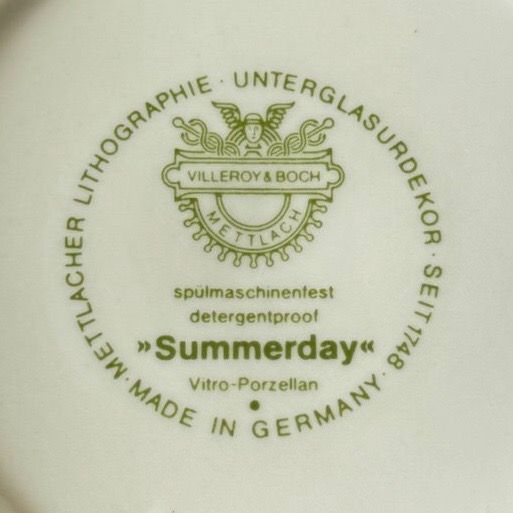 METTLACHER LITHOGRAPHIE · UNTERGLASURDEKOR · SEIT 1748 ·
VILLEROY & BOCH
METTLACH
spülmaschinenfest
detergentproof
»Summerday«
Vitro-Porzellan
MADE IN GERMANY ·